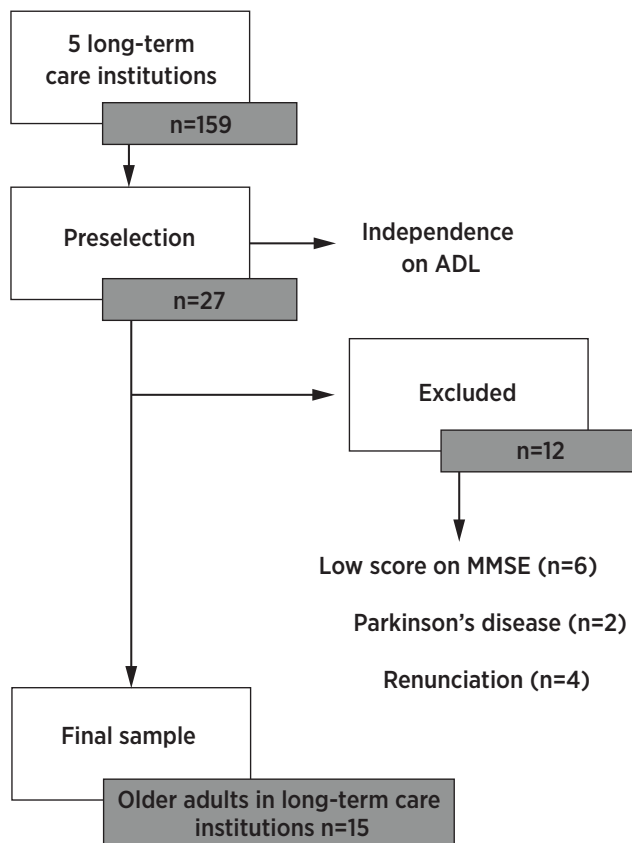 5 long-term
care institutions
n=159
Preselection
n=27
Independence
on ADL
Excluded
n=12
Low score on MMSE (n=6)
Parkinson’s disease (n=2)
Renunciation (n=4)
Final sample
Older adults in long-term care
institutions n=15